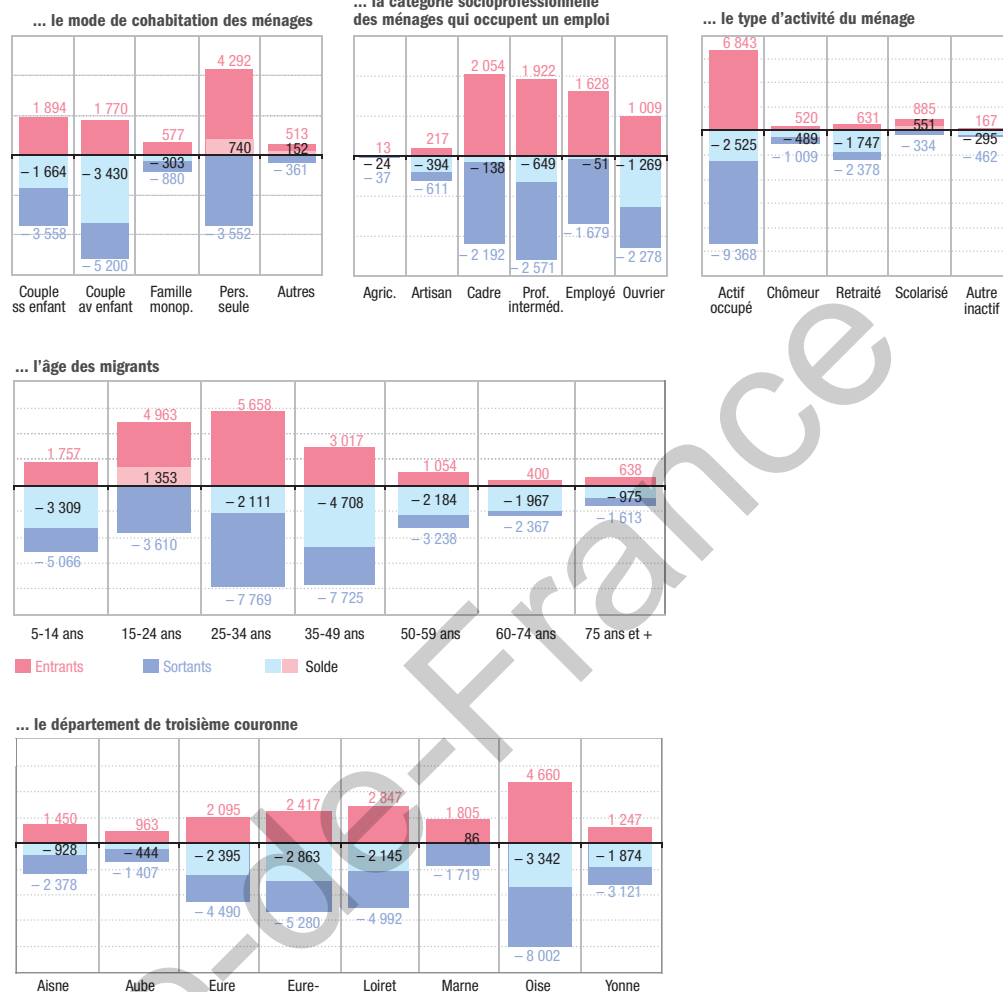 ... le mode de cohabitation des ménages
... la catégorie socioprofessionnelle
des ménages qui occupent un emploi
... le type d'activité du ménage
1 894 1 770 577 4 292 513
740 152
– 1 664 – 3 430 – 303
– 3 558 – 5 200 – 880 – 3 552 – 361
Couple ss enfant
Couple av enfant
Famille monop.
Pers. seule
Autres
13 217 2 054 1 922 1 628 1 009
– 24 – 394 – 138 – 649 – 51 – 1 269
– 37 – 611 – 2 192 – 2 571 – 1 679 – 2 278
Agric. Artisan Cadre Prof. interméd. Employé Ouvrier
6 843 520 631 885 167
– 2 525 – 489 – 1 747 551 – 295
– 9 368 – 1 009 – 2 378 – 334 – 462
Actif occupé
Chômeur Retraité Scolarisé
Autre inactif
... l'âge des migrants
1 757 4 963 5 658 3 017 1 054 400 638
– 3 309 1 353 – 2 111 – 4 708 – 2 184 – 1 967 – 975
– 5 066 – 3 610 – 7 769 – 7 725 – 3 238 – 2 367 – 1 613
5-14 ans 15-24 ans 25-34 ans 35-49 ans 50-59 ans 60-74 ans 75 ans et +
Entrants Sortants Solde
... le département de troisième couronne
1 450 963 2 095 2 417 2 847 1 805 4 660 1 247
– 928 – 444 – 2 395 – 2 863 – 2 145 86 – 3 342 – 1 874
– 2 378 – 1 407 – 4 490 – 5 280 – 4 992 – 1 719 – 8 002 – 3 121
Aisne Aube Eure Eure- Loiret Marne Oise Yonne
-de-France